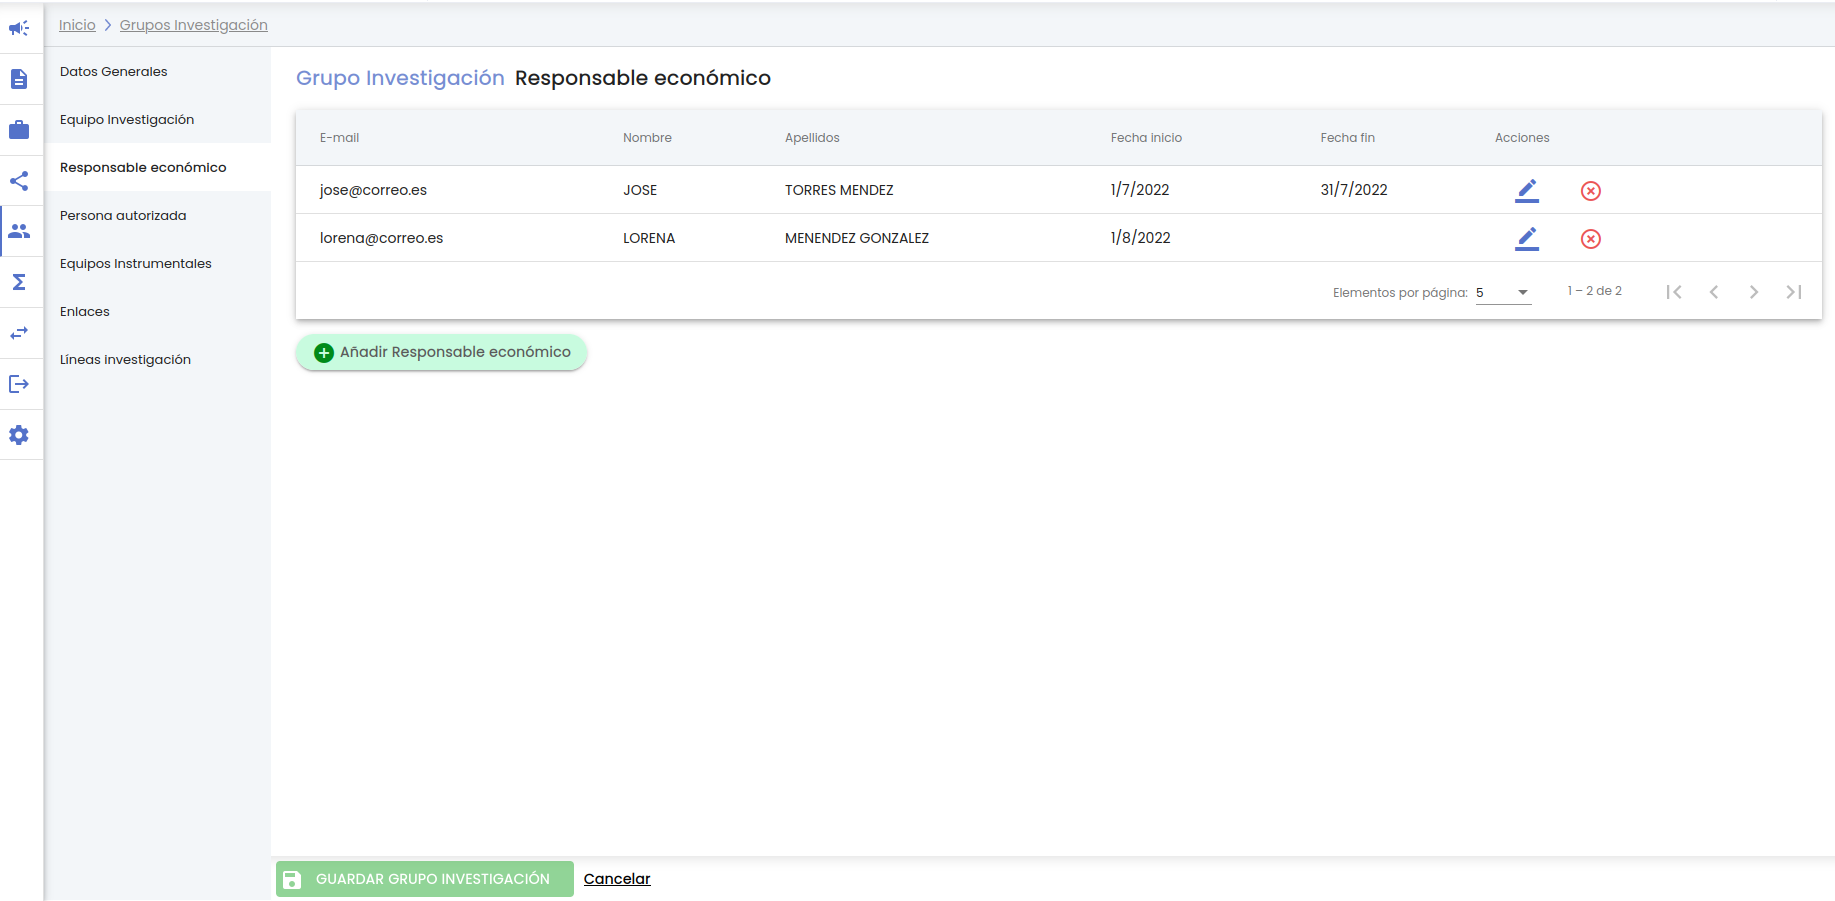 Inicio > Grupos Investigación
Datos Generales
Equipo Investigación
Responsable económico
Persona autorizada
Equipos Instrumentales
Enlaces
Líneas investigación
Grupo Investigación Responsable económico
E-mail Nombre Apellidos Fecha inicio Fecha fin Acciones
jose@correo.es JOSE TORRES MENDEZ 1/7/2022 31/7/2022
lorena@correo.es LORENA MENENDEZ GONZALEZ 1/8/2022
Elementos por página: 5 1 – 2 de 2
Añadir Responsable económico
GUARDAR GRUPO INVESTIGACIÓN Cancelar